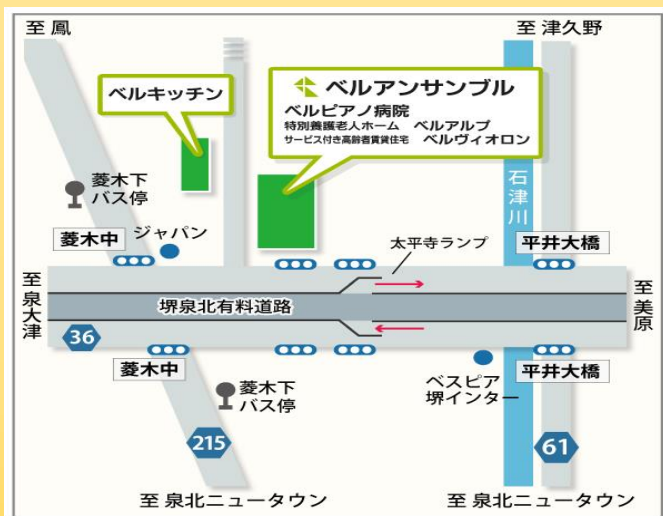 至 鳳
至 津久野
ベルキッチン
ベルアンサンブル
ベルピアノ病院
特別養護老人ホーム ベルアルプ
サービス付き高齢者賃貸住宅 ベルヴィオロン
菱木下
バス停
石津川
菱木中
ジャパン
太平寺ランプ
平井大橋
至泉大津
堺泉北有料道路
至美原
36
菱木中
菱木下
バス停
ベスピア
堺インター
平井大橋
215
61
至 泉北ニュータウン
至 泉北ニュータウン